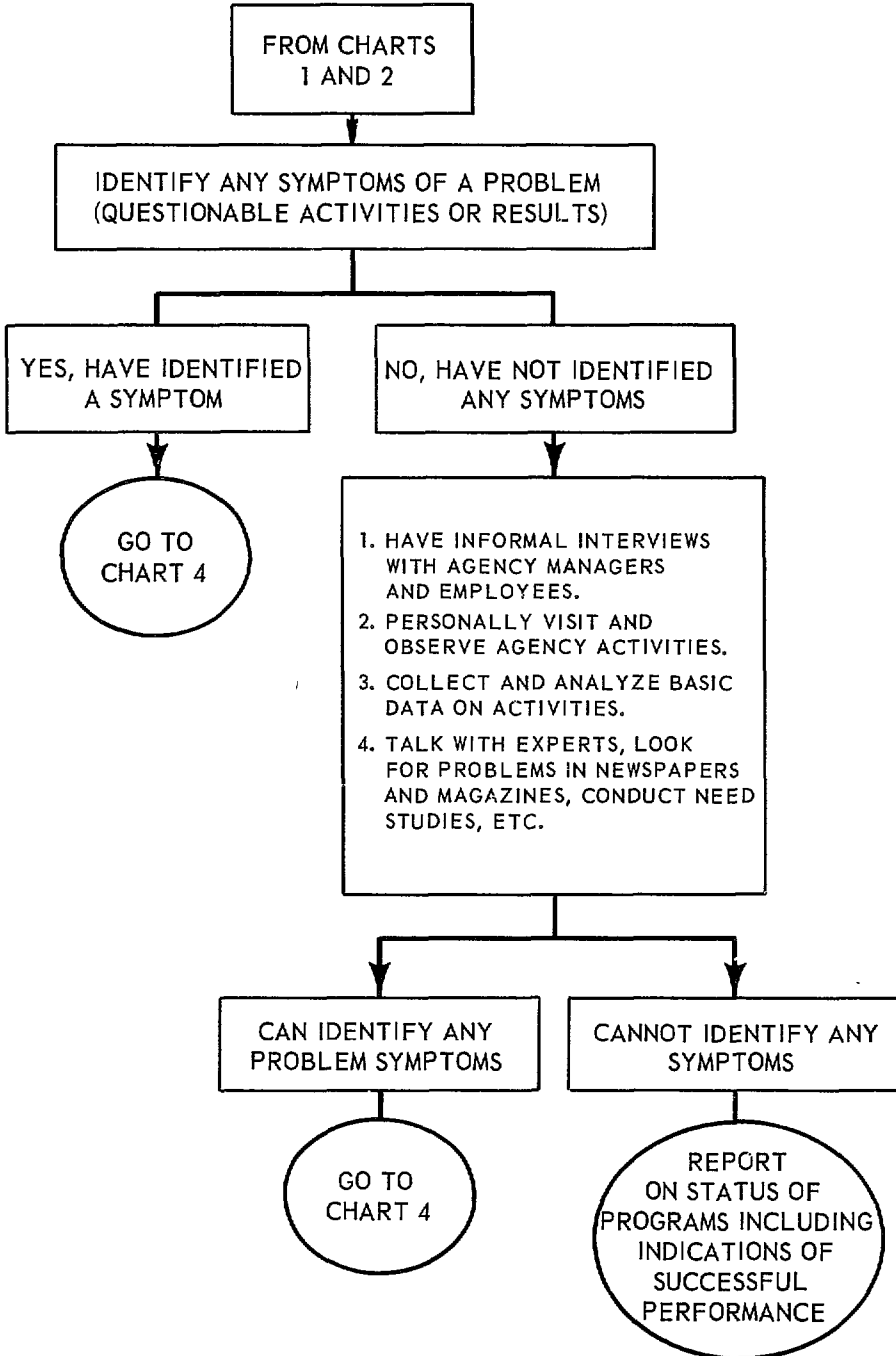 FROM CHARTS
1 AND 2
IDENTIFY ANY SYMPTOMS OF A PROBLEM
(QUESTIONABLE ACTIVITIES OR RESULTS)
YES, HAVE IDENTIFIED
A SYMPTOM
NO, HAVE NOT IDENTIFIED
ANY SYMPTOMS
GO TO
CHART 4
1. HAVE INFORMAL INTERVIEWS
WITH AGENCY MANAGERS
AND EMPLOYEES.
2. PERSONALLY VISIT AND
OBSERVE AGENCY ACTIVITIES.
3. COLLECT AND ANALYZE BASIC
DATA ON ACTIVITIES.
4. TALK WITH EXPERTS, LOOK
FOR PROBLEMS IN NEWSPAPERS
AND MAGAZINES, CONDUCT NEED
STUDIES, ETC.
CAN IDENTIFY ANY
PROBLEM SYMPTOMS
CANNOT IDENTIFY ANY
SYMPTOMS
GO TO
CHART 4
REPORT
ON STATUS OF
PROGRAMS INCLUDING
INDICATIONS OF
SUCCESSFUL
PERFORMANCE